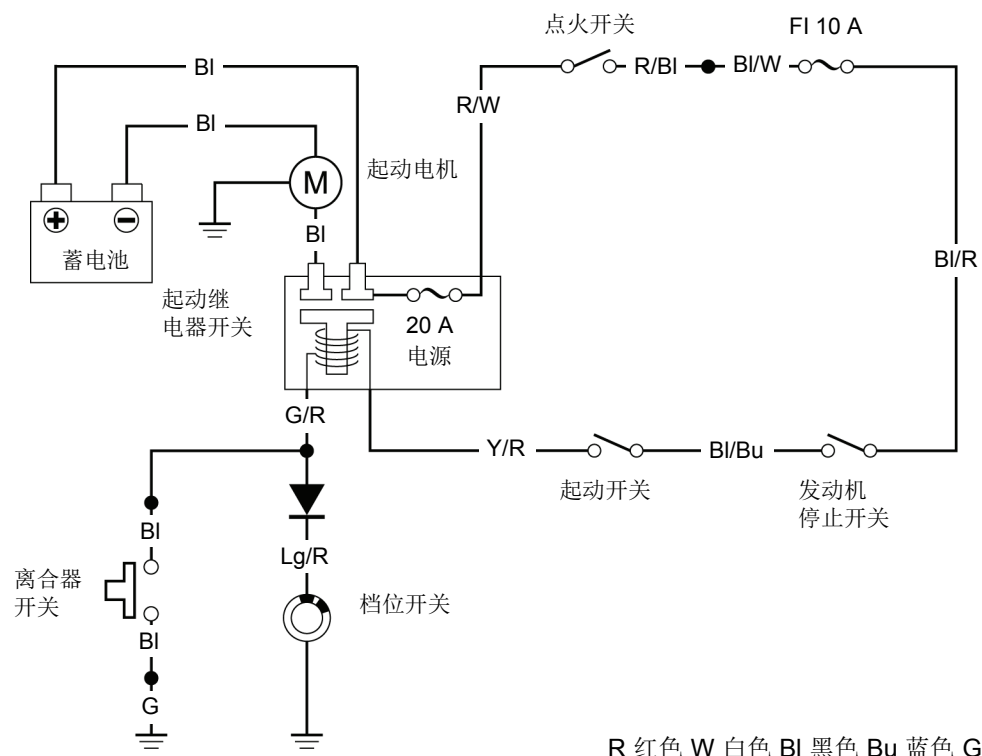 点火开关
FI 10 A
Bl
R/Bl
Bl/W
R/W
Bl
起动电机
M
Bl
蓄电池
起动继
电器开关
20 A
电源
Bl/R
G/R
Y/R
Bl/Bu
起动开关
发动机
停止开关
Bl
Lg/R
离合器
开关
档位开关
Bl
G
R 红色 W 白色 Bl 黑色 Bu 蓝色 G